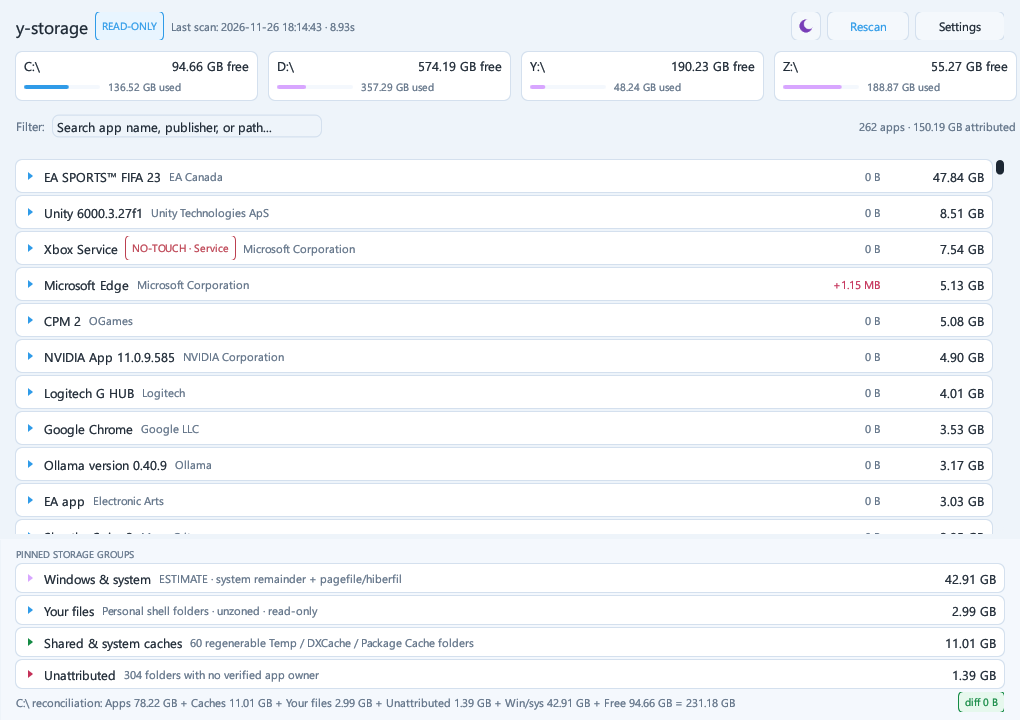 y-storage READ-ONLY Last scan: 2026-11-26 18:14:43 · 8.93s Rescan Settings
C:\ 94.66 GB free
136.52 GB used
D:\ 574.19 GB free
357.29 GB used
Y:\ 190.23 GB free
48.24 GB used
Z:\ 55.27 GB free
188.87 GB used
Filter: Search app name, publisher, or path... 262 apps · 150.19 GB attributed
EA SPORTS™ FIFA 23 EA Canada 0 B 47.84 GB
Unity 6000.3.27f1 Unity Technologies ApS 0 B 8.51 GB
Xbox Service NO-TOUCH · Service Microsoft Corporation 0 B 7.54 GB
Microsoft Edge Microsoft Corporation +1.15 MB 5.13 GB
CPM 2 OGames 0 B 5.08 GB
NVIDIA App 11.0.9.585 NVIDIA Corporation 0 B 4.90 GB
Logitech G HUB Logitech 0 B 4.01 GB
Google Chrome Google LLC 0 B 3.53 GB
Ollama version 0.40.9 Ollama 0 B 3.17 GB
EA app Electronic Arts 0 B 3.03 GB
PINNED STORAGE GROUPS
Windows & system ESTIMATE · system remainder + pagefile/hiberfil 42.91 GB
Your files Personal shell folders · unzoned · read-only 2.99 GB
Shared & system caches 60 regenerable Temp / DXCache / Package Cache folders 11.01 GB
Unattributed 304 folders with no verified app owner 1.39 GB
C:\ reconciliation: Apps 78.22 GB + Caches 11.01 GB + Your files 2.99 GB + Unattributed 1.39 GB + Win/sys 42.91 GB + Free 94.66 GB = 231.18 GB diff 0 B